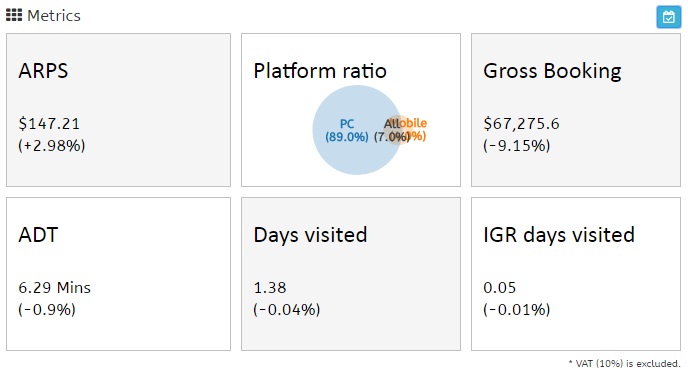 Metrics
ARPS
$147.21
(+2.98%)
Platform ratio
PC
(89.0%)
All
(7.0%)
Gross Booking
$67,275.6
(-9.15%)
ADT
6.29 Mins
(-0.9%)
Days visited
1.38
(-0.04%)
IGR days visited
0.05
(-0.01%)
* VAT (10%) is excluded.